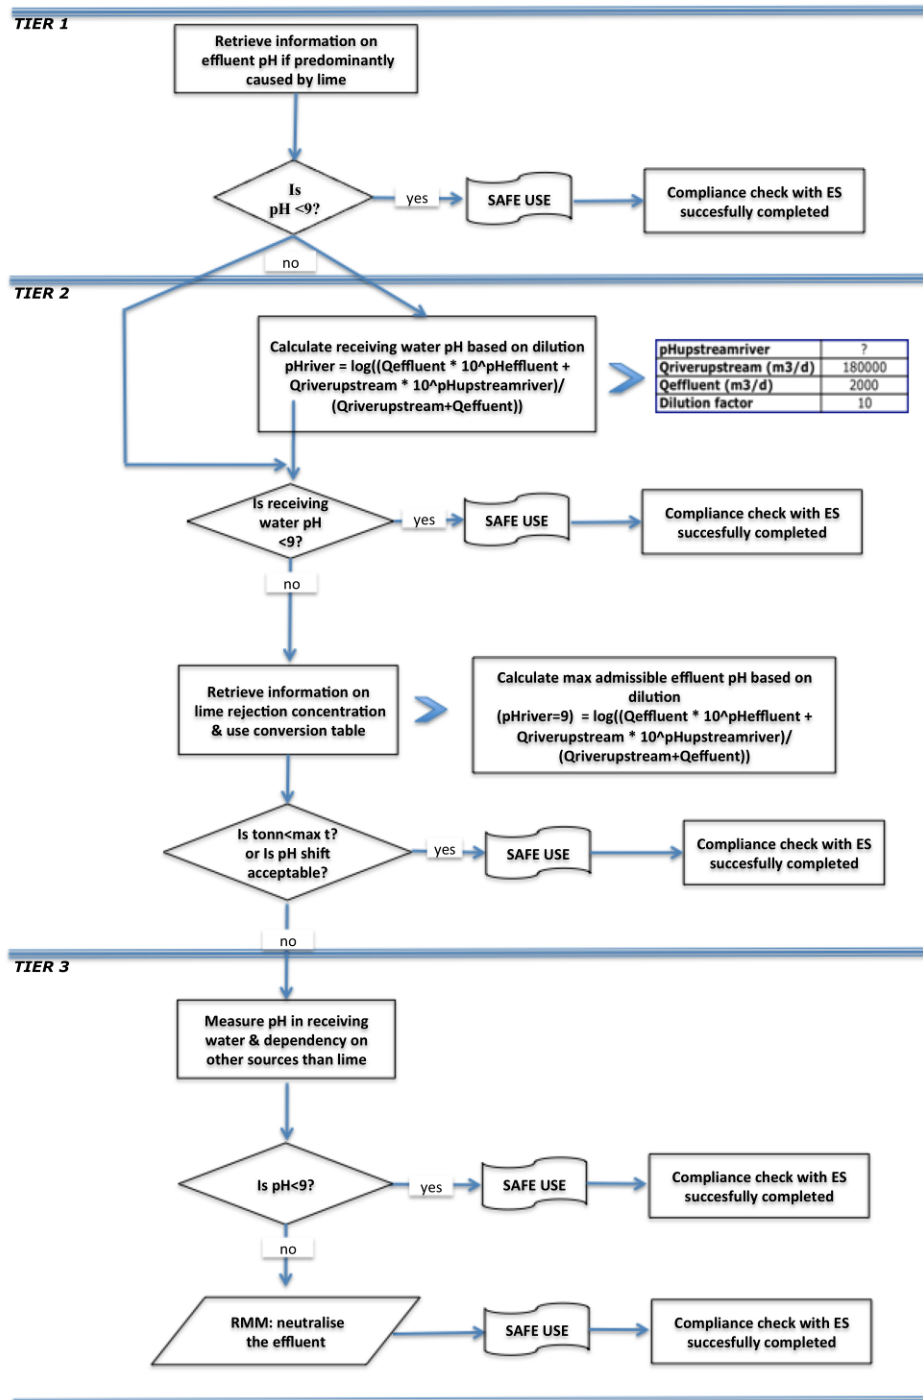 TIER 1
Retrieve information on
effluent pH if predominantly
caused by lime
Is
pH <9?
yes
SAFE USE
Compliance check with ES
succesfully completed
no
TIER 2
Calculate receiving water pH based on dilution
pHriver = log((Qeffluent * 10^pHeffluent +
Qriverupstream * 10^pHupstreamriver)/
(Qriverupstream+Qeffuent))
pHupstreamriver ?
Qriverupstream (m3/d) 180000
Qeffluent (m3/d) 2000
Dilution factor 10
Is receiving
water pH
<9?
yes
SAFE USE
Compliance check with ES
succesfully completed
no
Retrieve information on
lime rejection concentration
& use conversion table
Calculate max admissible effluent pH based on
dilution
(pHriver=9) = log((Qeffluent * 10^pHeffluent +
Qriverupstream * 10^pHupstreamriver)/
(Qriverupstream+Qeffuent))
Is tonn<max t?
or Is pH shift
acceptable?
yes
SAFE USE
Compliance check with ES
succesfully completed
no
TIER 3
Measure pH in receiving
water & dependency on
other sources than lime
Is pH<9?
yes
SAFE USE
Compliance check with ES
succesfully completed
no
RMM: neutralise
the effluent
SAFE USE
Compliance check with ES
succesfully completed